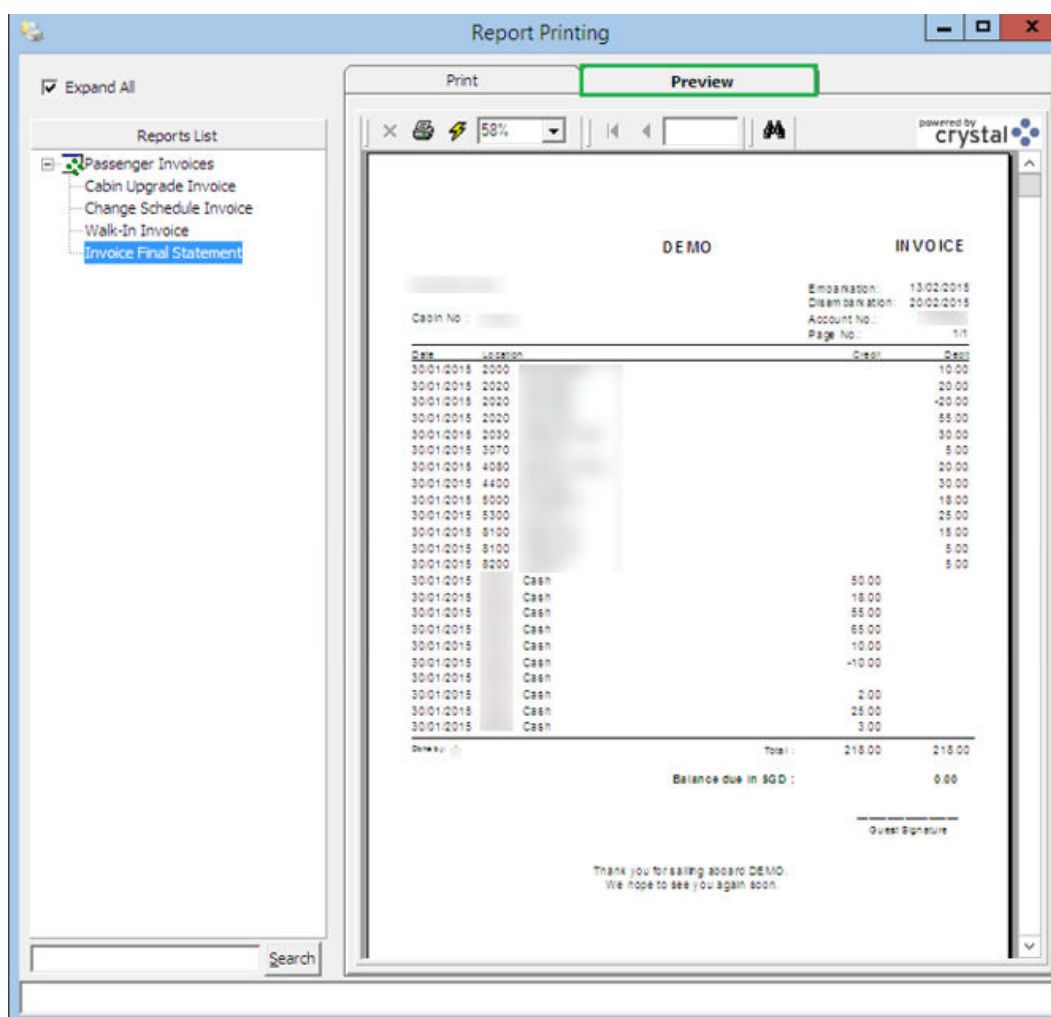 Report Printing
Expand All
Print
Preview
Reports List
58%
powered by
crystal
Passenger Invoices
Cabin Upgrade Invoice
Change Schedule Invoice
Walk-In Invoice
Invoice Final Statement
DEMO INVOICE
Embarkation: 13/02/2015
Disembarkation: 20/02/2015
Cabin No :
Account No.:
Page No.: 1/1
Date Location Credit Debit
30/01/2015 2000 10.00
30/01/2015 2020 20.00
30/01/2015 2020 -20.00
30/01/2015 2020 55.00
30/01/2015 2030 30.00
30/01/2015 3070 5.00
30/01/2015 4080 20.00
30/01/2015 4400 30.00
30/01/2015 5000 18.00
30/01/2015 5300 25.00
30/01/2015 8100 15.00
30/01/2015 8100 5.00
30/01/2015 8200 5.00
30/01/2015 Cash 50.00
30/01/2015 Cash 18.00
30/01/2015 Cash 55.00
30/01/2015 Cash 65.00
30/01/2015 Cash 10.00
30/01/2015 Cash -10.00
30/01/2015 Cash
30/01/2015 Cash 2.00
30/01/2015 Cash 25.00
30/01/2015 Cash 3.00
Done by: Total : 218.00 218.00
Balance due in SGD : 0.00
Guest Signature
Thank you for sailing aboard DEMO.
We hope to see you again soon.
Search